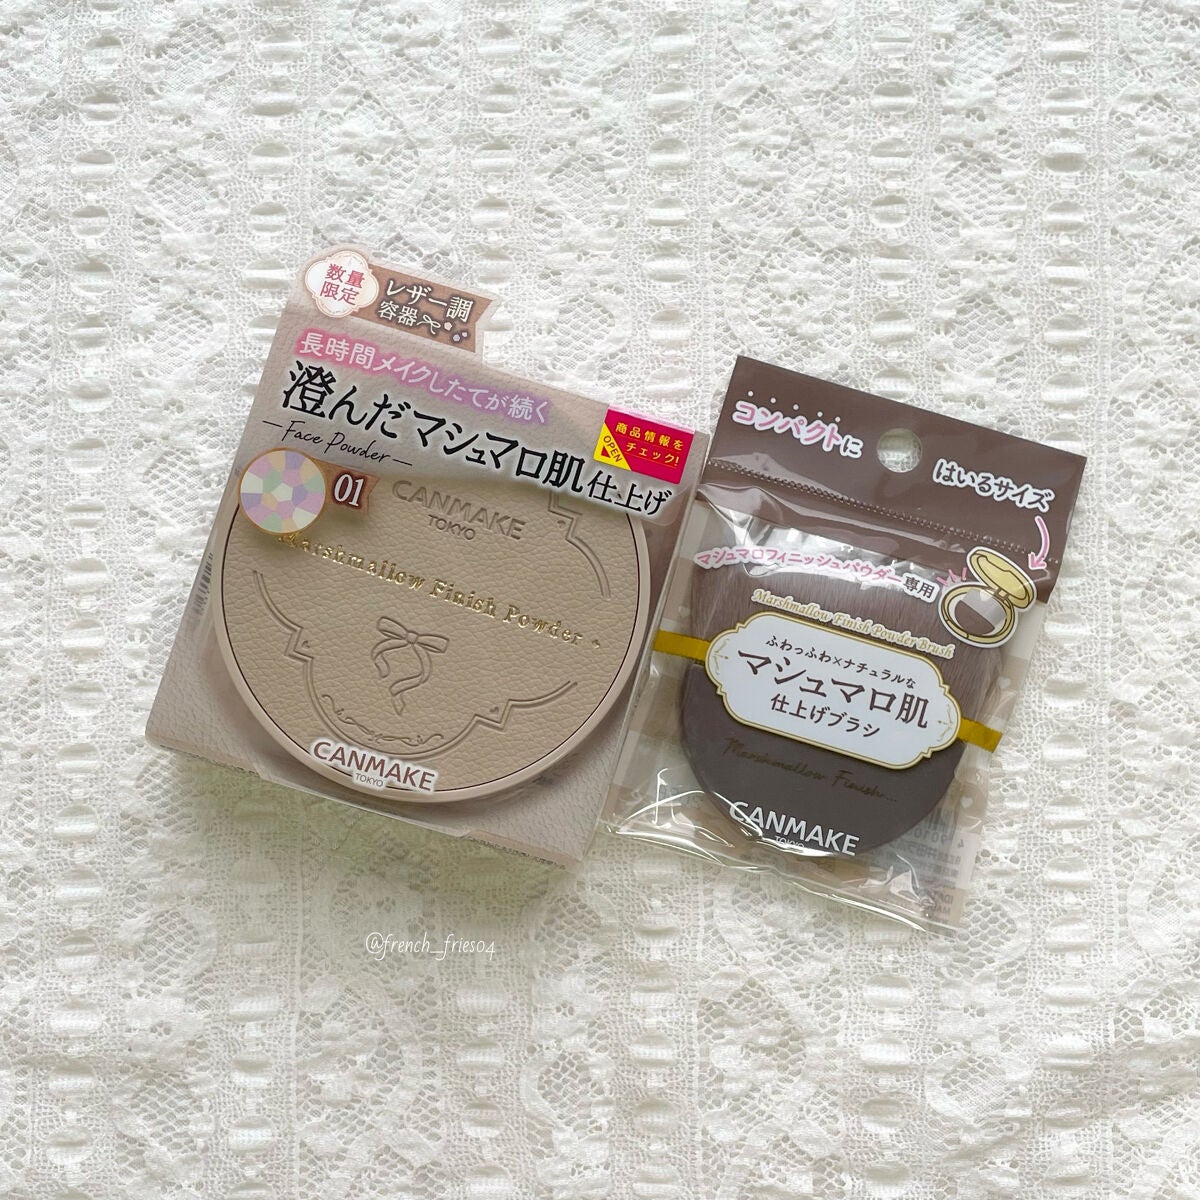 数量
限定
レザー調
容器
長時間メイクしたてが続く
澄んだマシュマロ肌仕上げ
Face Powder
商品情報を
チェック!
OPEN
01
CANMAKE
TOKYO
Marshmallow Finish Powder
CANMAKE
TOKYO
コンパクトに
はいるサイズ
マシュマロフィニッシュパウダー専用
Marshmallow Finish Powder Brush
ふわっふわ×ナチュラルな
マシュマロ肌
仕上げブラシ
Marshmallow Finish...
CANMAKE
TOKYO
@french_fries04